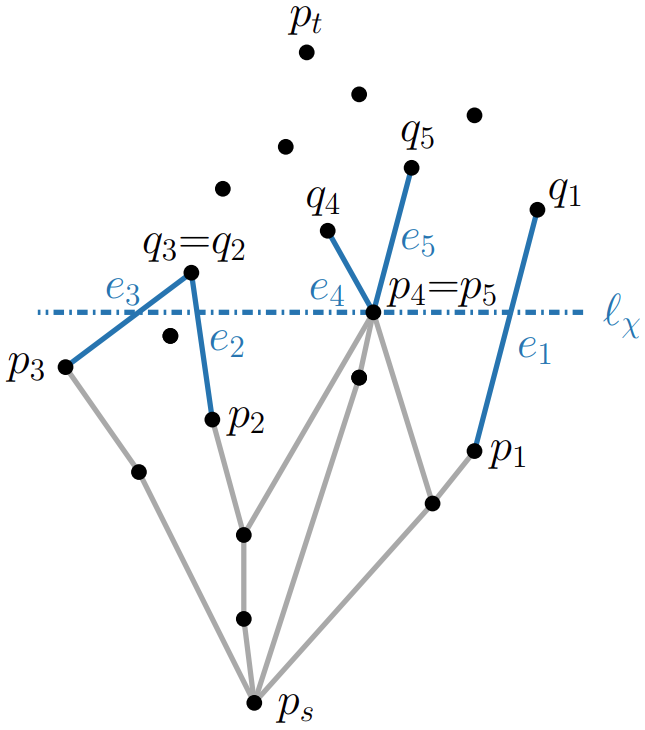 p_t
q_5
q_4
q_1
q_3=q_2
e_5
e_3
e_4
p_4=p_5
ℓ_χ
e_2
e_1
p_3
p_2
p_1
p_s